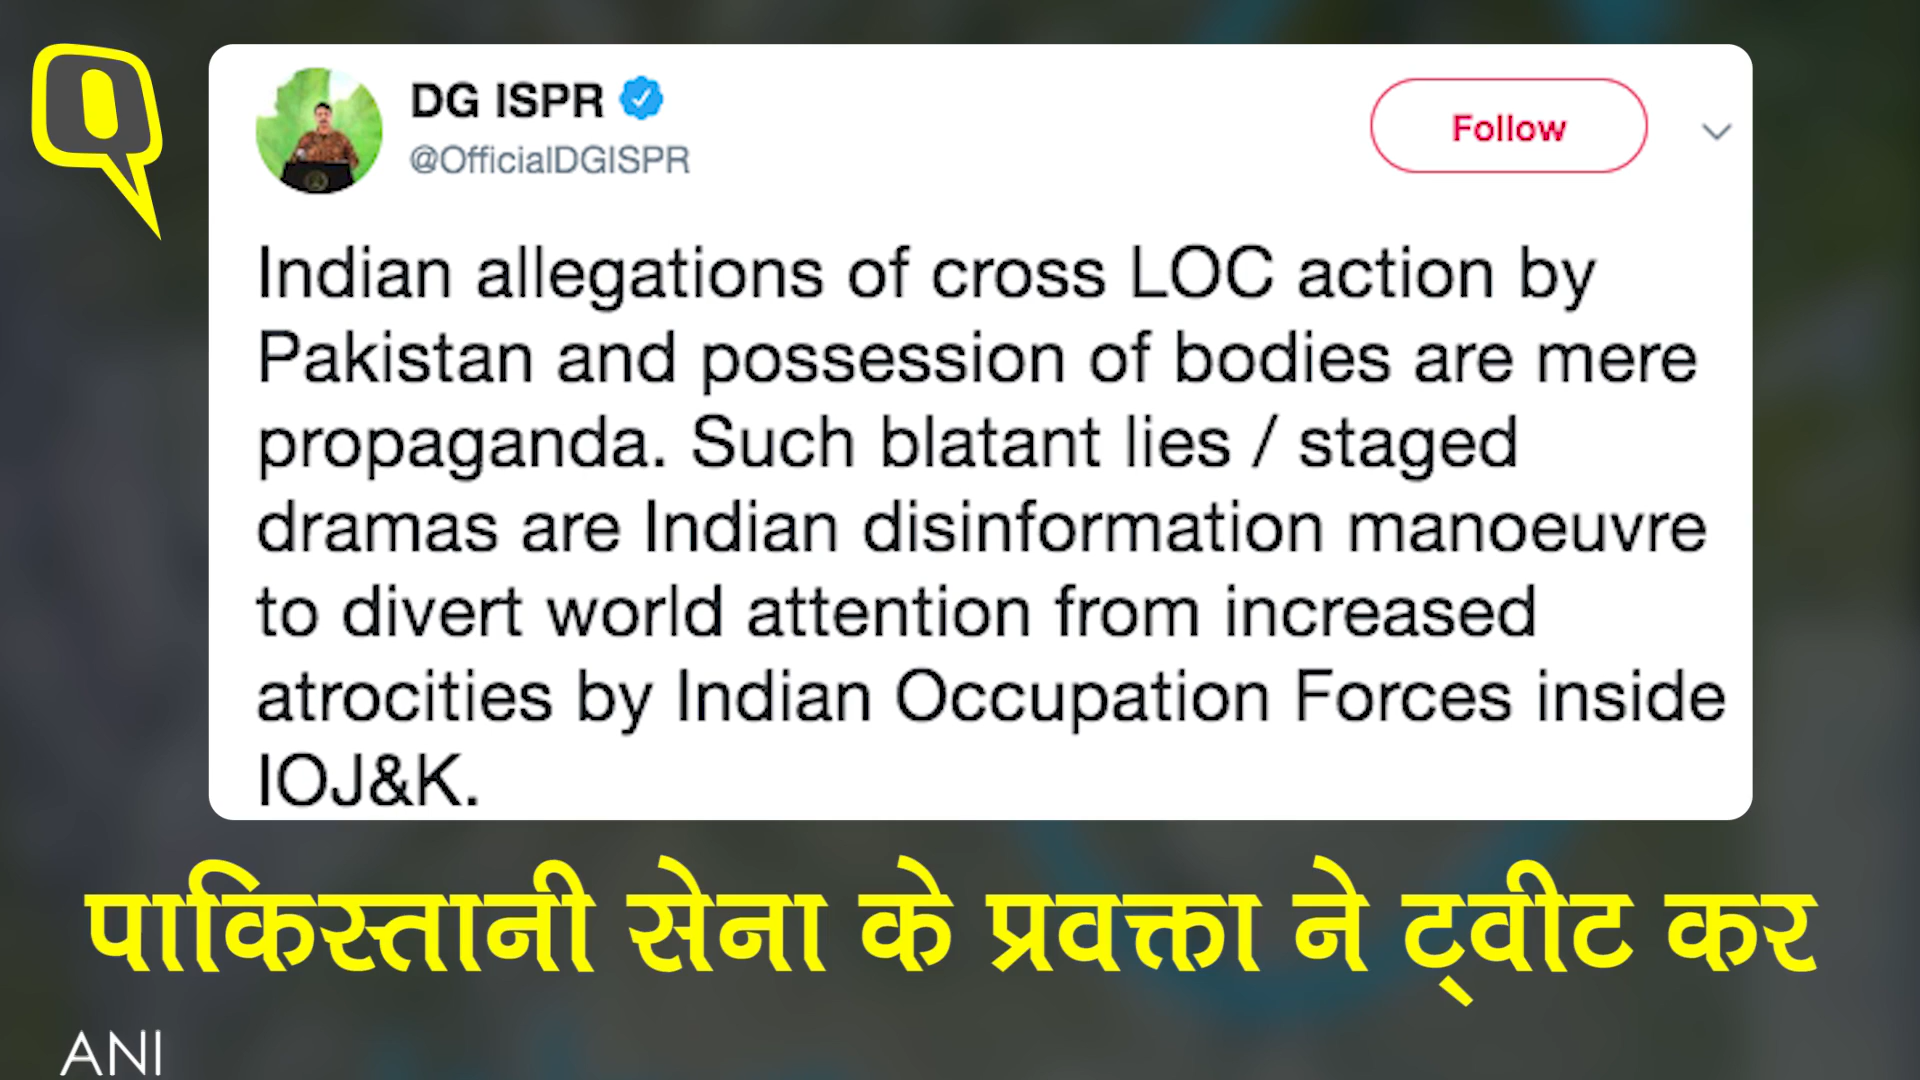 DG ISPR
@OfficialDGISPR
Follow
Indian allegations of cross LOC action by
Pakistan and possession of bodies are mere
propaganda. Such blatant lies / staged
dramas are Indian disinformation manoeuvre
to divert world attention from increased
atrocities by Indian Occupation Forces inside
IOJ&K.
पाकिस्तानी सेना के प्रवक्ता ने ट्वीट कर
ANI